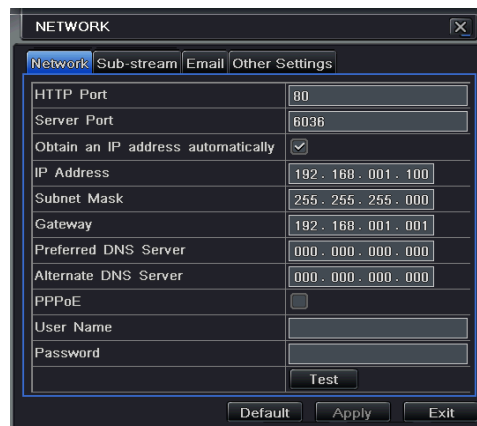 NETWORK
Network Sub-stream Email Other Settings
HTTP Port 80
Server Port 6036
Obtain an IP address automatically
IP Address 192 . 168 . 001 . 100
Subnet Mask 255 . 255 . 255 . 000
Gateway 192 . 168 . 001 . 001
Preferred DNS Server 000 . 000 . 000 . 000
Alternate DNS Server 000 . 000 . 000 . 000
PPPoE
User Name
Password
Test
Default Apply Exit